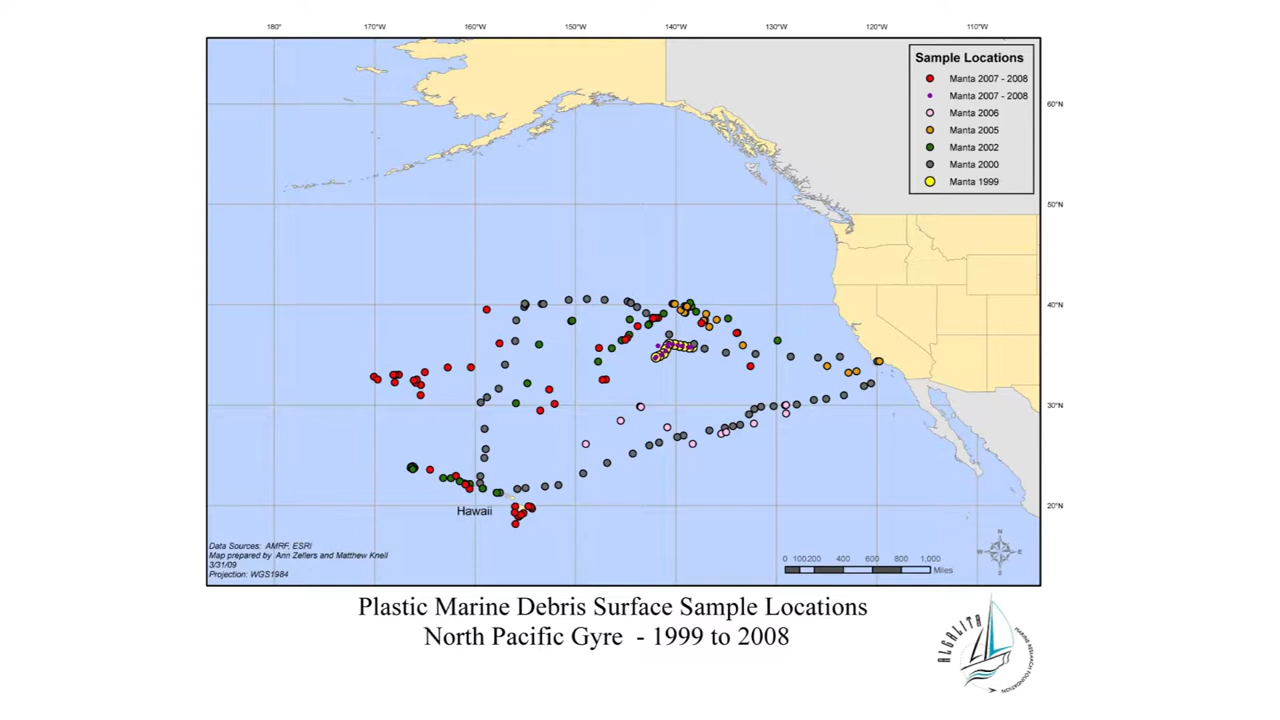 180°
170°W
160°W
150°W
140°W
130°W
120°W
110°W
Sample Locations
Manta 2007 - 2008
Manta 2007 - 2008
Manta 2006
Manta 2005
Manta 2002
Manta 2000
Manta 1999
60°N
50°N
40°N
30°N
20°N
Hawaii
Data Sources: AMRF, ESRI
Map prepared by Ann Zellers and Matthew Knell
3/31/09
Projection: WGS1984
N
W E
S
0 100 200 400 600 800 1,000
Miles
Plastic Marine Debris Surface Sample Locations
North Pacific Gyre - 1999 to 2008
ALGALITA
MARINE RESEARCH FOUNDATION